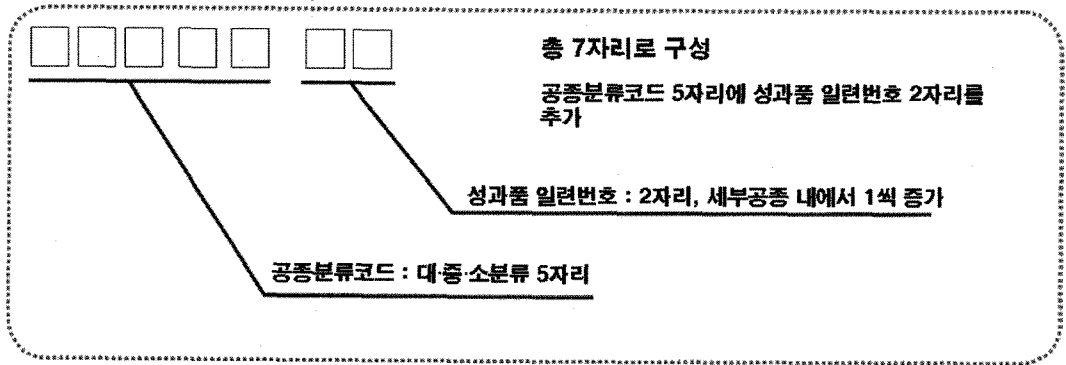 □□□□□ □□
총 7자리로 구성
공종분류코드 5자리에 성과품 일련번호 2자리를
추가
성과품 일련번호 : 2자리, 세부공종 내에서 1씩 증가
공종분류코드 : 대·중·소분류 5자리